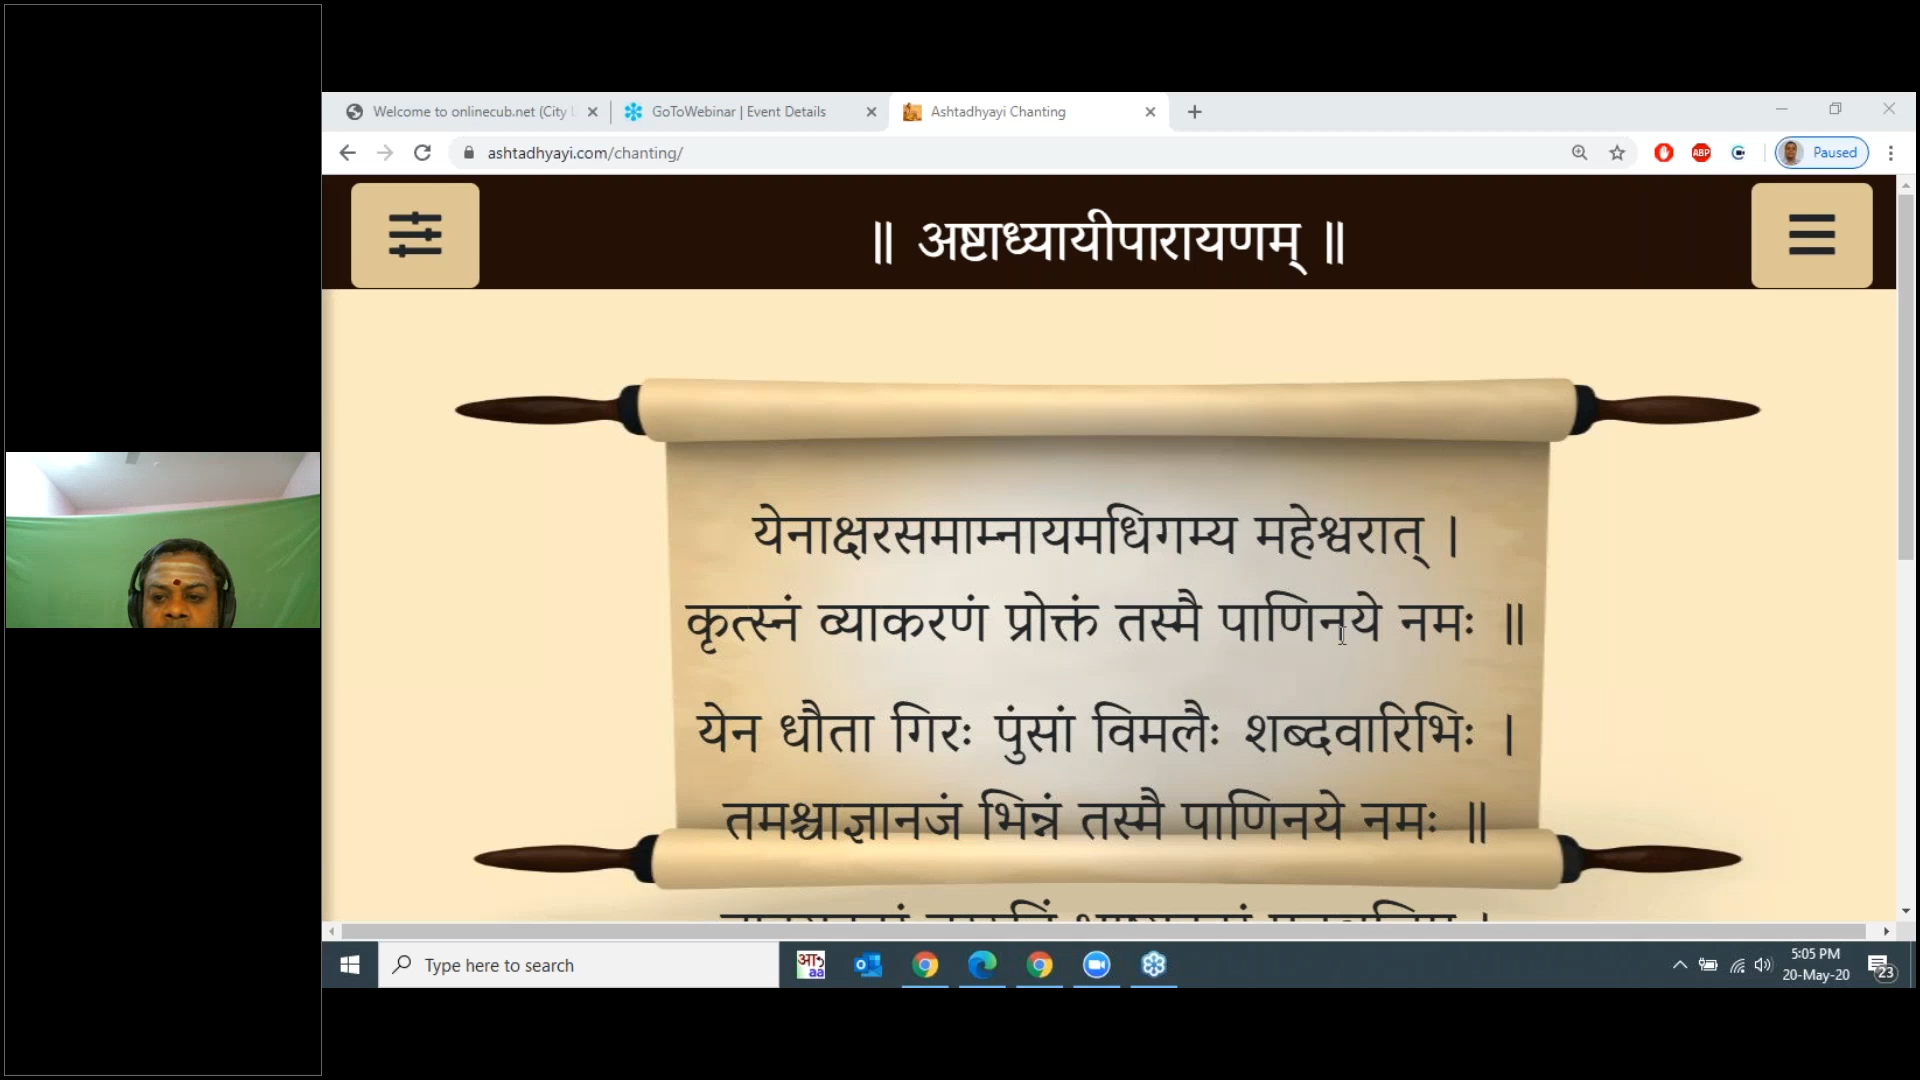 Welcome to onlinecub.net (City
GoToWebinar | Event Details
Ashtadhyayi Chanting
ashtadhyayi.com/chanting/
ABP
Paused
॥ अष्टाध्यायीपारायणम् ॥
येनाक्षरसमाम्नायमधिगम्य महेश्वरात् ।
कृत्स्नं व्याकरणं प्रोक्तं तस्मै पाणिनये नमः ॥
येन धौता गिरः पुंसां विमलैः शब्दवारिभिः ।
तमश्चाज्ञानजं भिन्नं तस्मै पाणिनये नमः ॥
Type here to search
5:05 PM
20-May-20
23